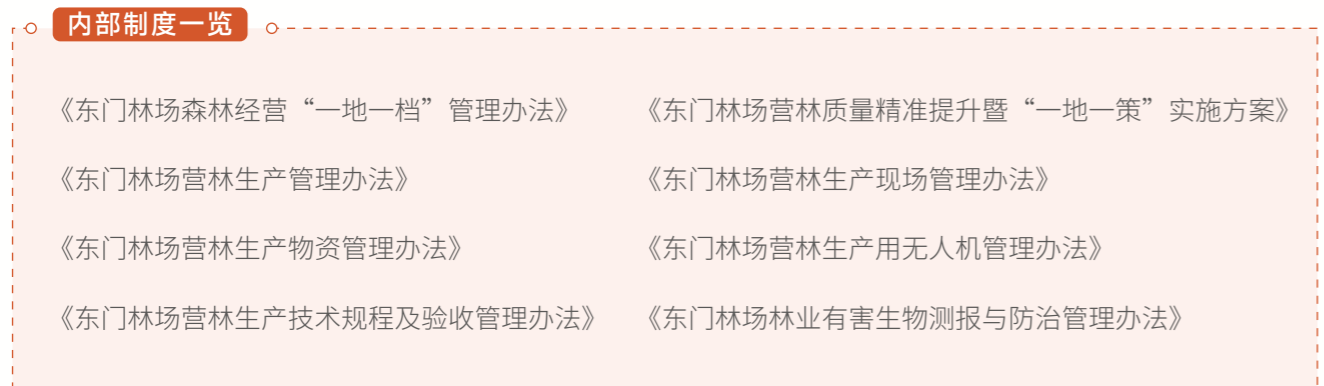 内部制度一览
《东门林场森林经营“一地一档”管理办法》
《东门林场营林质量精准提升暨“一地一策”实施方案》
《东门林场营林生产管理办法》
《东门林场营林生产现场管理办法》
《东门林场营林生产物资管理办法》
《东门林场营林生产用无人机管理办法》
《东门林场营林生产技术规程及验收管理办法》
《东门林场林业有害生物测报与防治管理办法》